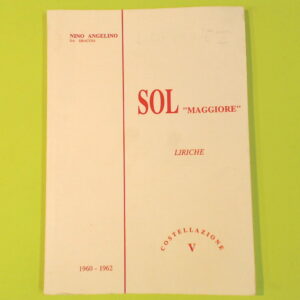 NINO ANGELINO
SOL "MAGGIORE"
LIRICHE
COSTELLAZIONE
V
1960 - 1962